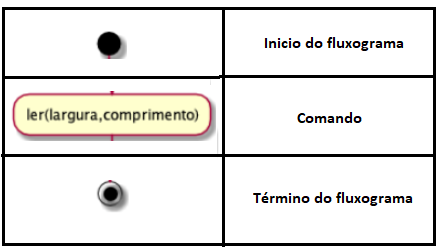 Inicio do fluxograma
ler(largura,comprimento)
Comando
Término do fluxograma